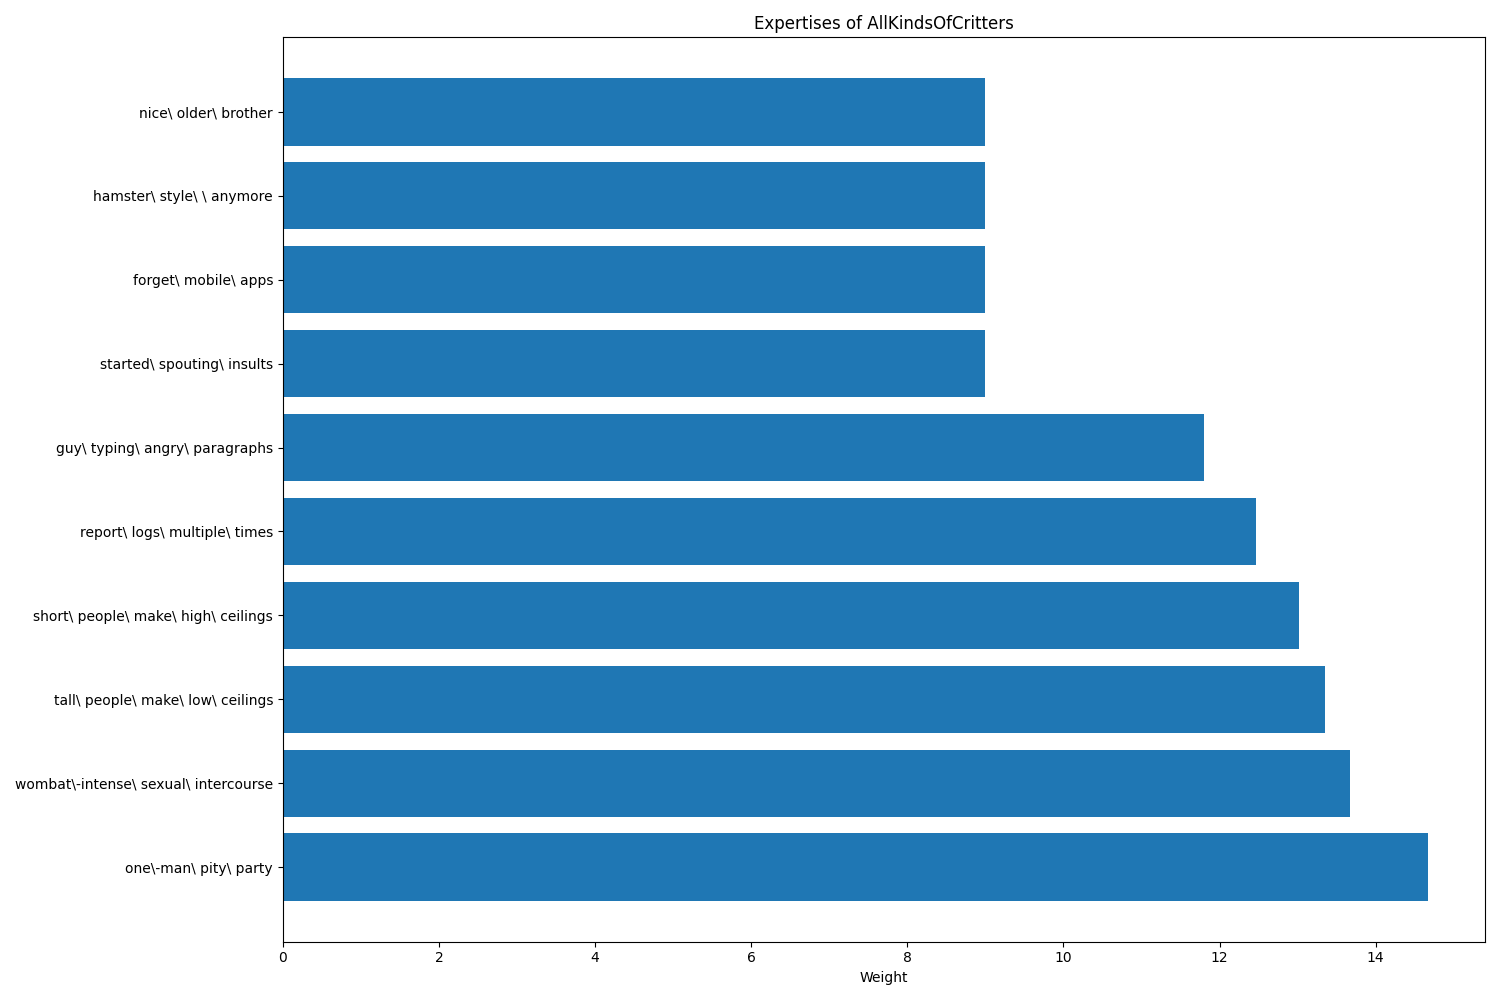 Expertises of AllKindsOfCritters
nice\ older\ brother
hamster\ style\ \ anymore
forget\ mobile\ apps
started\ spouting\ insults
guy\ typing\ angry\ paragraphs
report\ logs\ multiple\ times
short\ people\ make\ high\ ceilings
tall\ people\ make\ low\ ceilings
wombat\-intense\ sexual\ intercourse
one\-man\ pity\ party
0 2 4 6 8 10 12 14
Weight